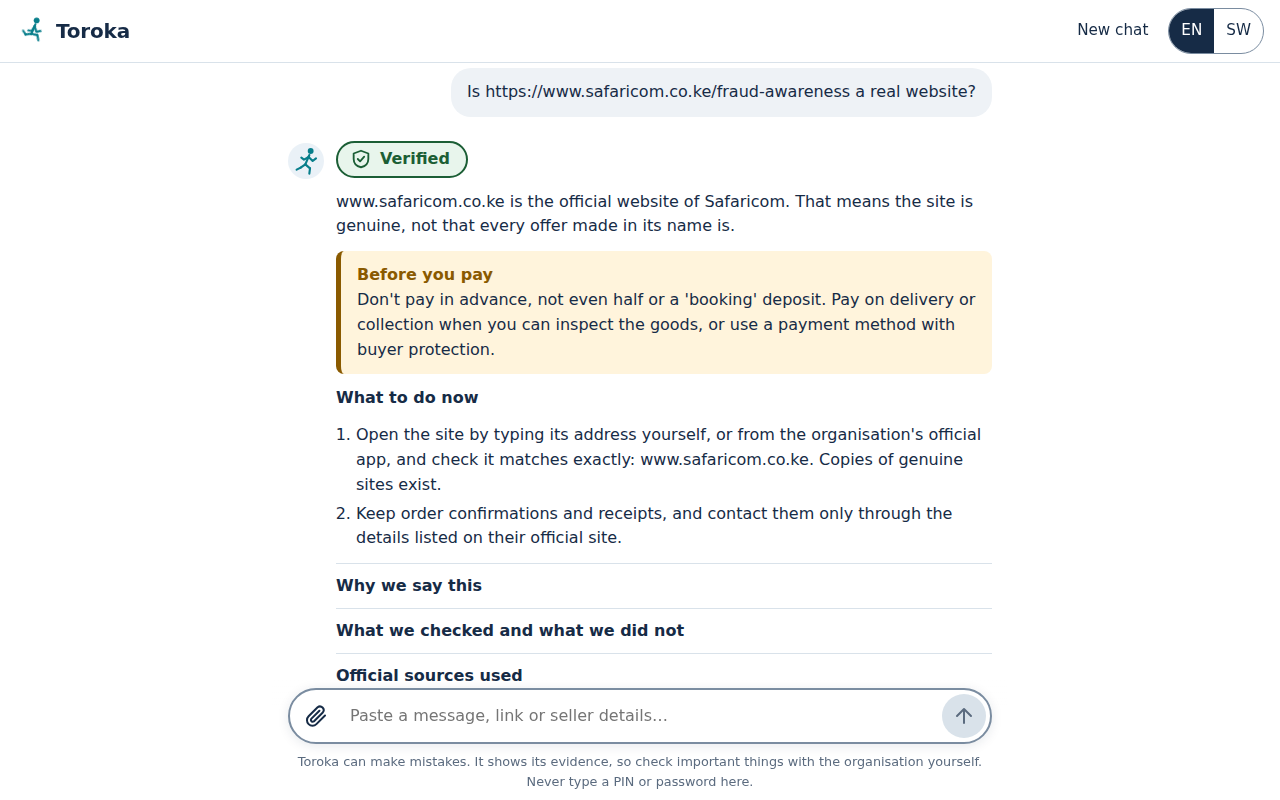 Toroka
New chat
EN
SW
Is https://www.safaricom.co.ke/fraud-awareness a real website?
Verified
www.safaricom.co.ke is the official website of Safaricom. That means the site is
genuine, not that every offer made in its name is.
Before you pay
Don't pay in advance, not even half or a 'booking' deposit. Pay on delivery or
collection when you can inspect the goods, or use a payment method with
buyer protection.
What to do now
1. Open the site by typing its address yourself, or from the organisation's official
app, and check it matches exactly: www.safaricom.co.ke. Copies of genuine
sites exist.
2. Keep order confirmations and receipts, and contact them only through the
details listed on their official site.
Why we say this
What we checked and what we did not
Official sources used
Paste a message, link or seller details…
Toroka can make mistakes. It shows its evidence, so check important things with the organisation yourself.
Never type a PIN or password here.